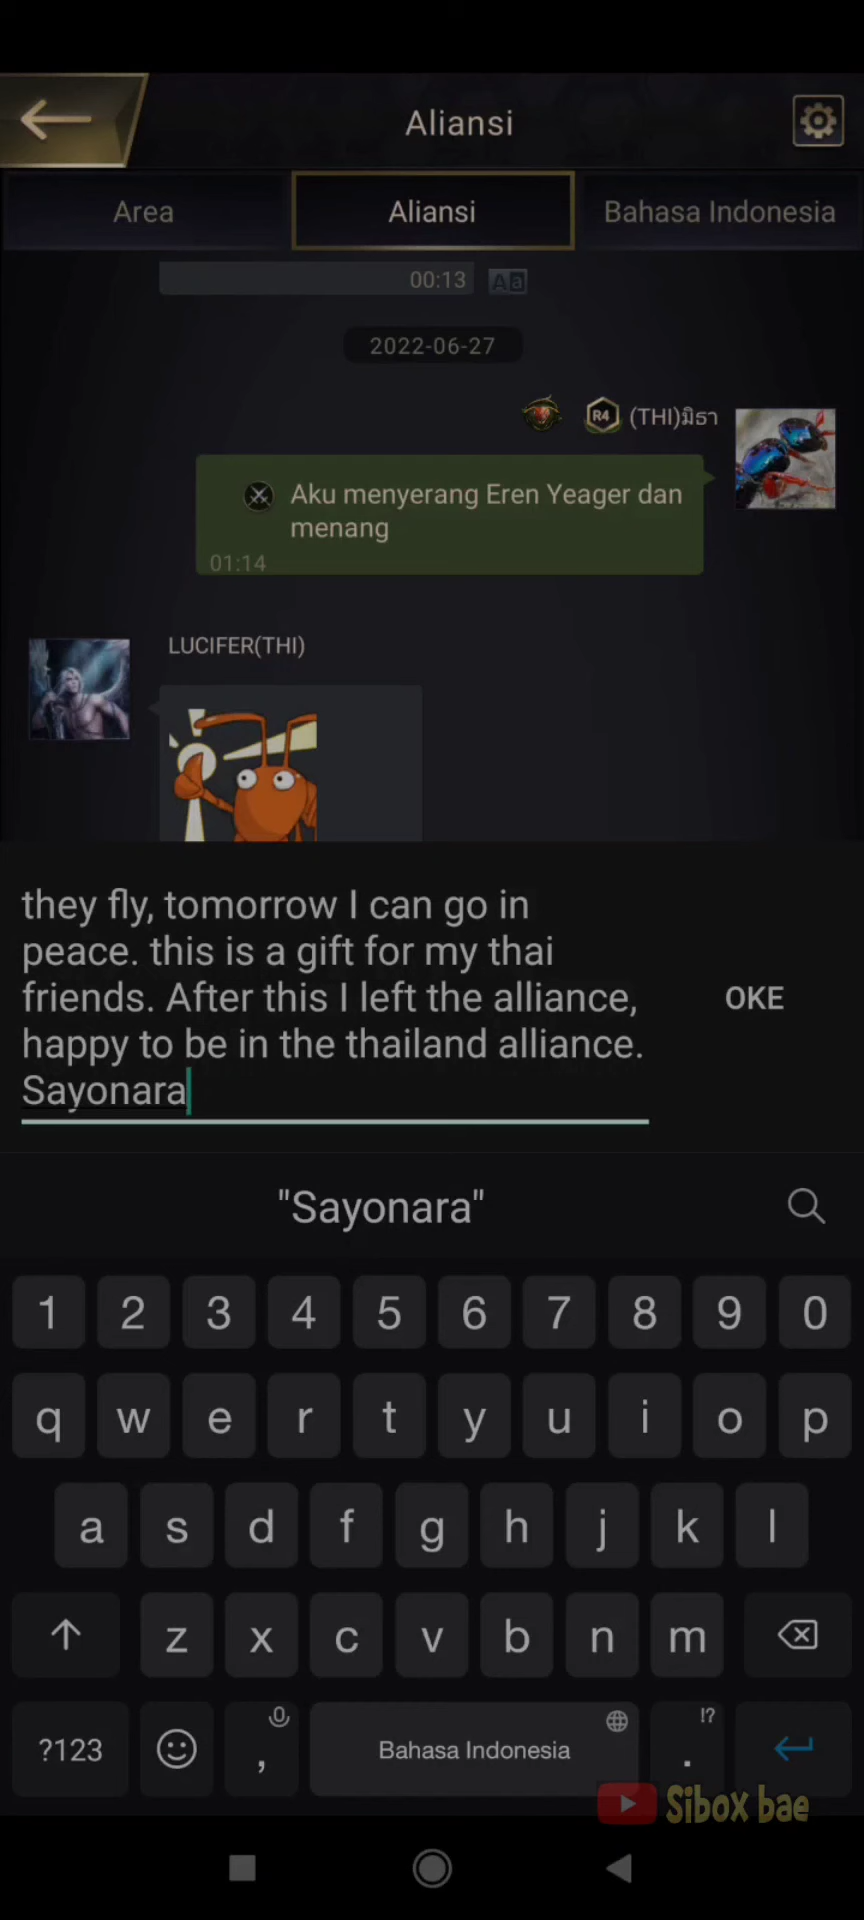 Aliansi
Area
Aliansi
Bahasa Indonesia
00:13
Aa
2022-06-27
R4
(THI)มิธา
Aku menyerang Eren Yeager dan
menang
01:14
LUCIFER(THI)
they fly, tomorrow I can go in
peace. this is a gift for my thai
friends. After this I left the alliance,
happy to be in the thailand alliance.
Sayonara
OKE
"Sayonara"
1 2 3 4 5 6 7 8 9 0
q w e r t y u i o p
a s d f g h j k l
z x c v b n m
?123 , Bahasa Indonesia . !?
Sibox bae